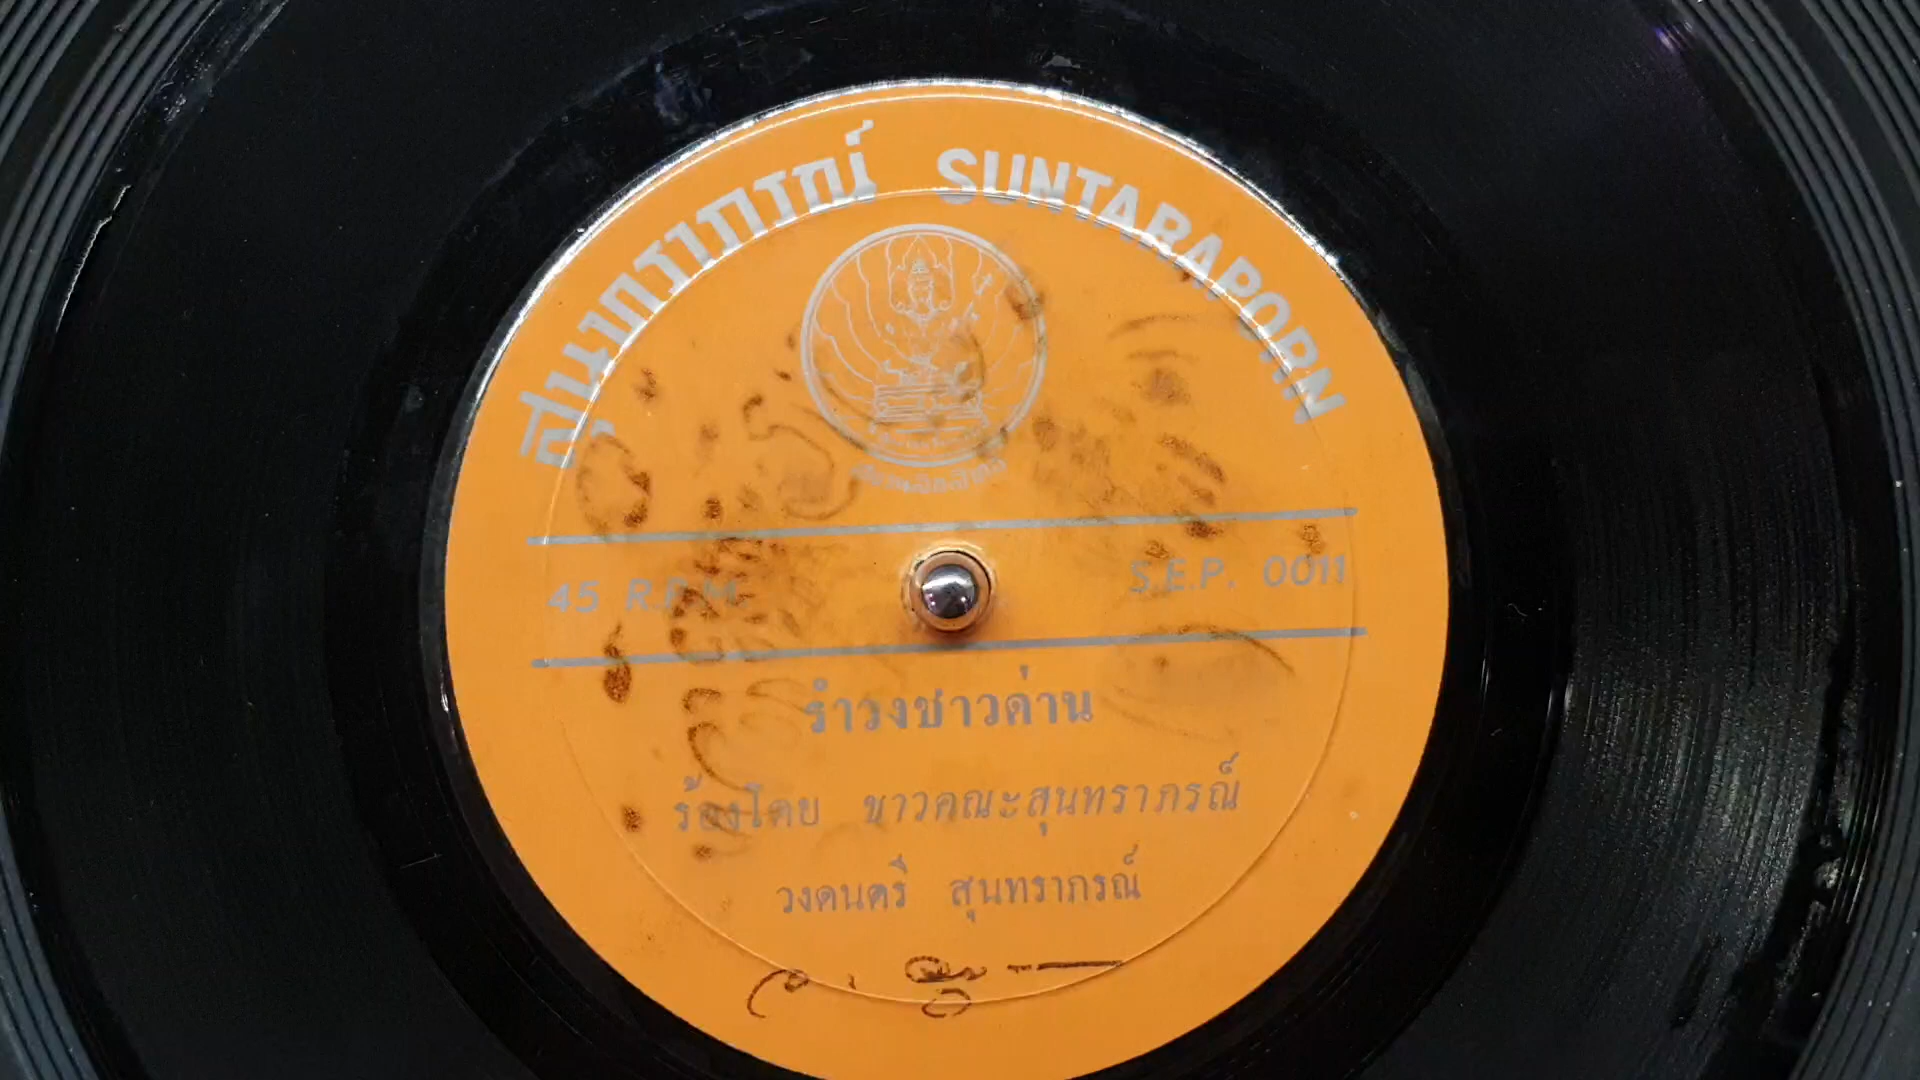 สุนทราภรณ์ SUNTARAPORN
45 R.P.M. S.E.P. 0011
รำวงชาวด่าน
ร้องโดย ชาวคณะสุนทราภรณ์
วงดนตรี สุนทราภรณ์